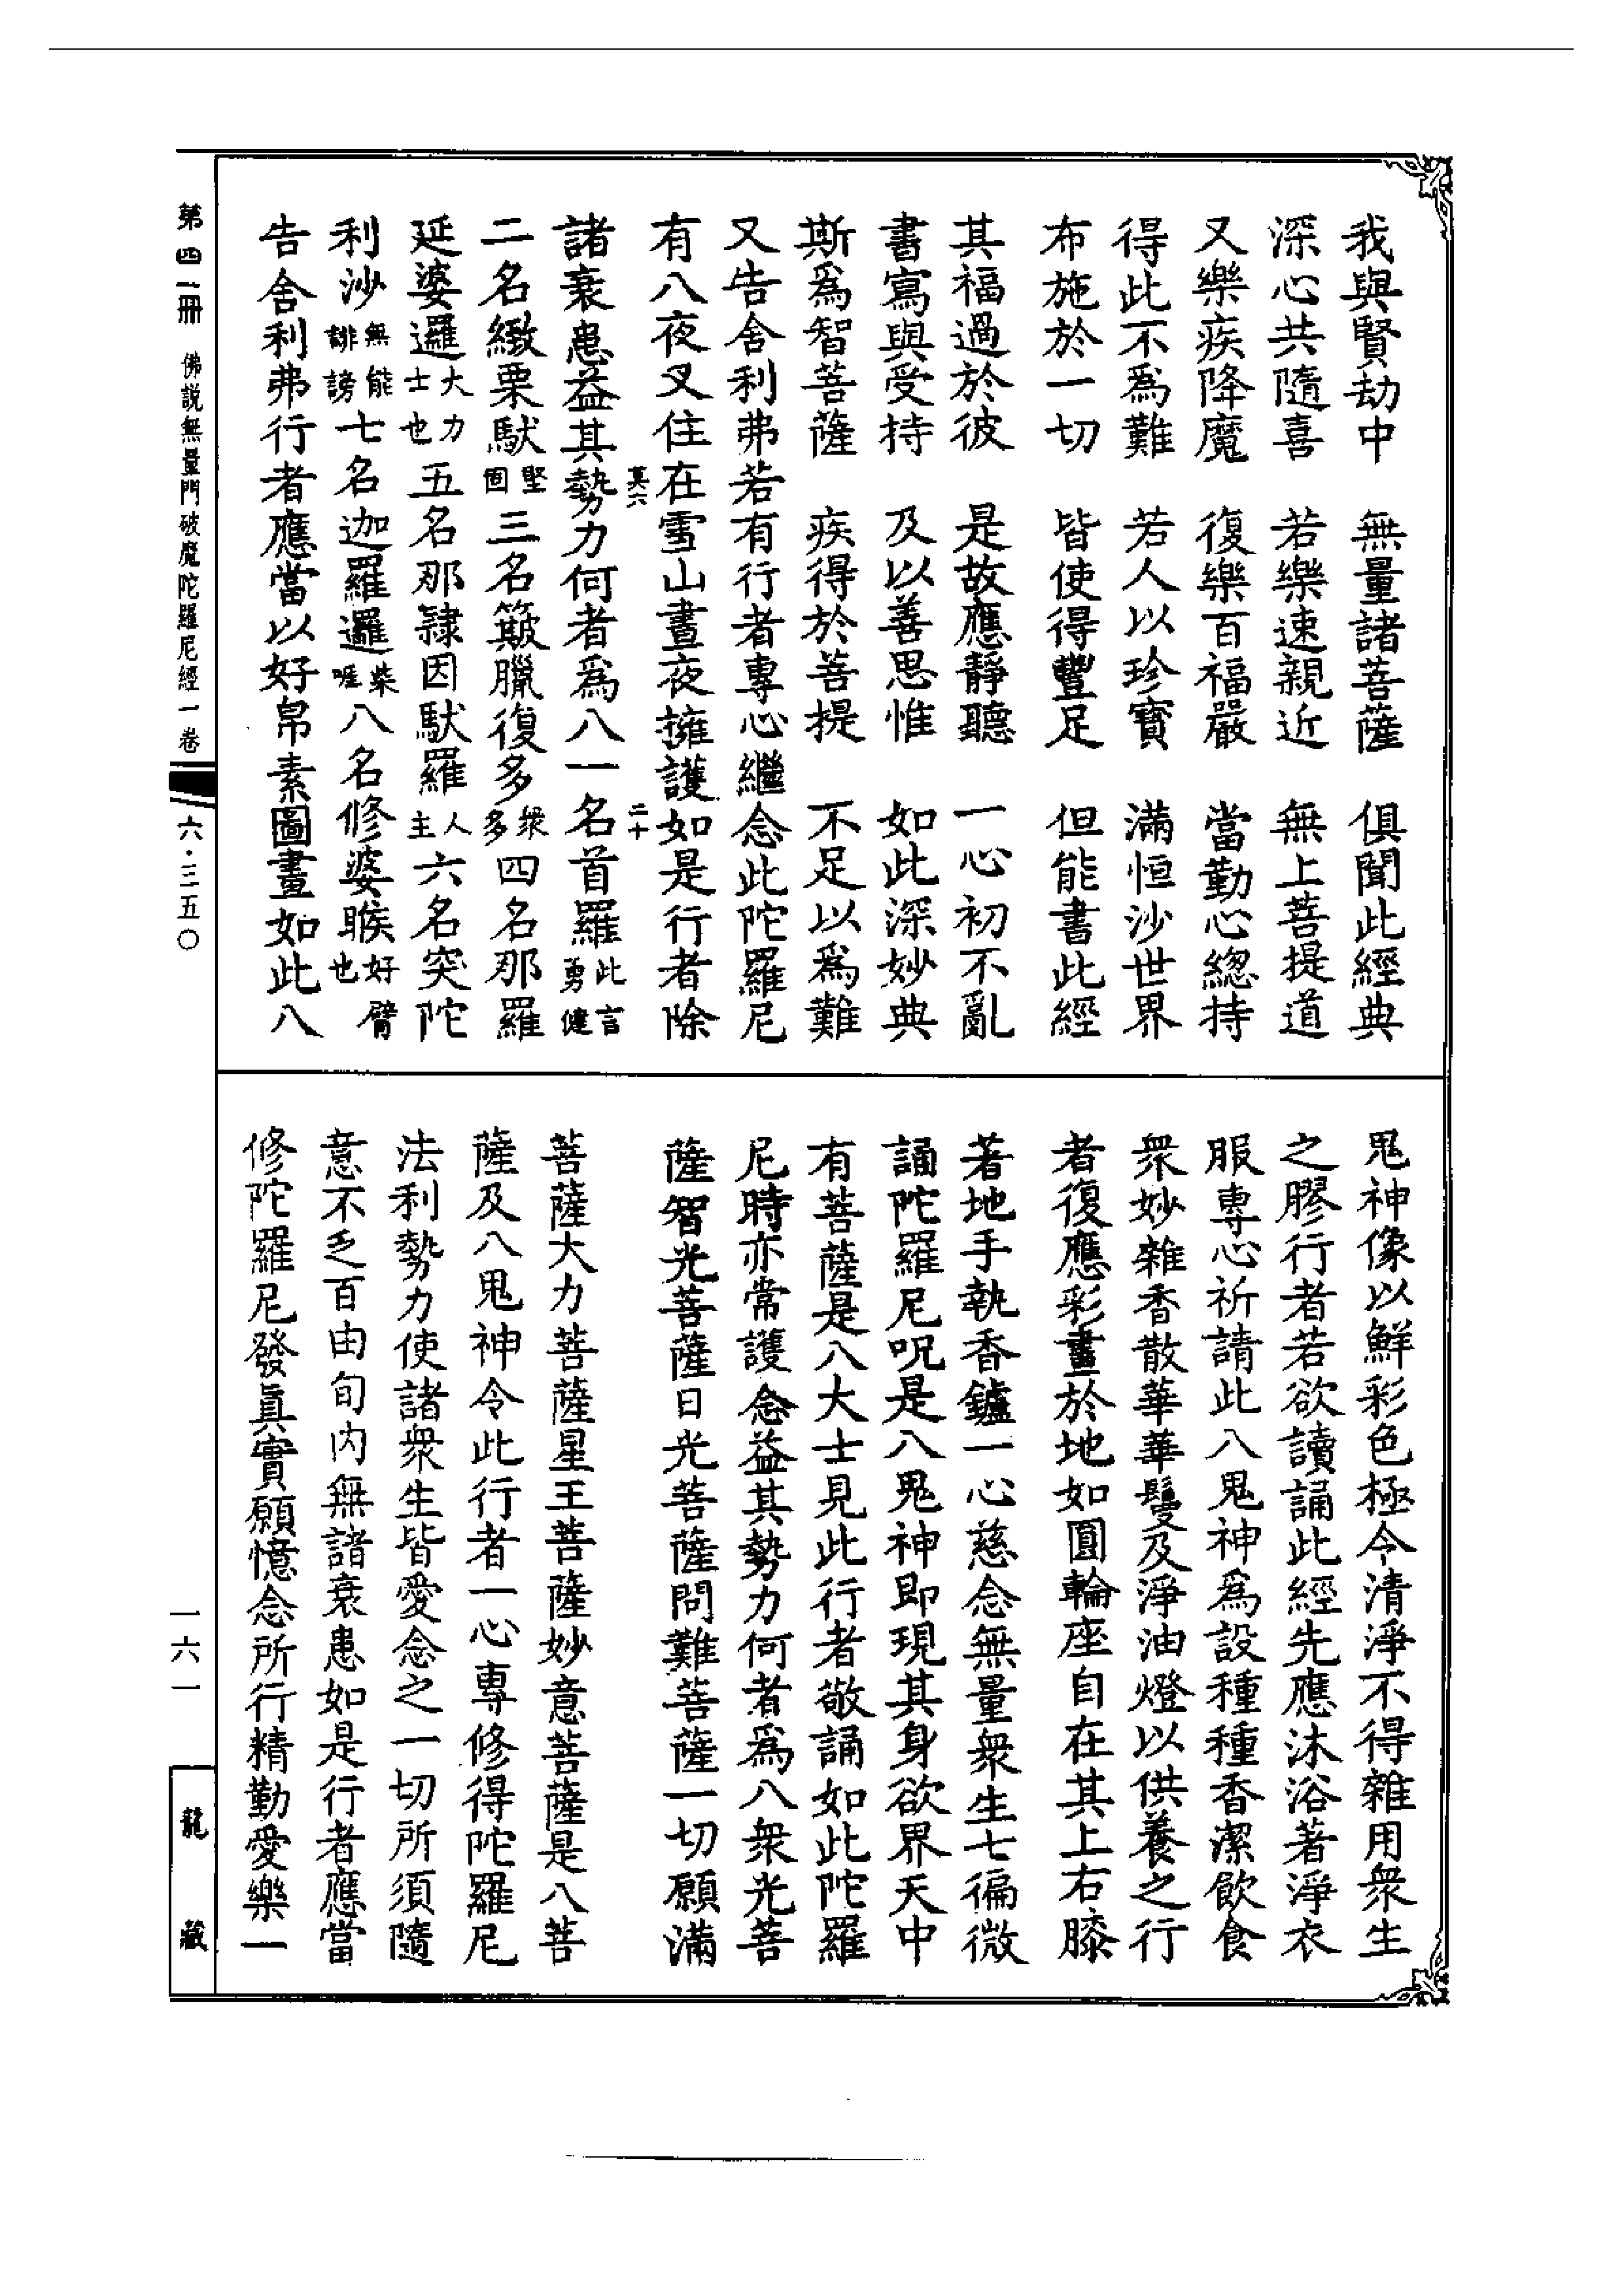 我與賢劫中　無量諸菩薩　俱聞此經典
深心共隨喜　若樂速親近　無上菩提道
又樂疾降魔　復樂百福嚴　當勤心總持
得此不為難　若人以珍寶　滿恒沙世界
布施於一切　皆使得豐足　但能書此經
其福過於彼　是故應靜聽　一心初不亂
書寫與受持　及以善思惟　如此深妙典
斯為智菩薩　疾得於菩提　不足以為難
又告舍利弗若有行者專心繼念此陀羅尼
有八夜叉住在雪山晝夜擁護如是行者除
莫六　二十
諸衰患益其勢力何者為八一名首羅此言勇健
二名緻栗馱堅固三名簸臘復多衆多四名那羅
延婆邏大力士也五名那隸因馱羅人主六名突陀
利沙無能誹謗七名迦羅邏柴唯八名修婆睺好臂也
告舍利弗行者應當以好帛素圖畫如此八
鬼神像以鮮彩色極令清淨不得雜用衆生
之膠行者若欲讀誦此經先應沐浴著淨衣
服專心祈請此八鬼神為設種種香潔飲食
衆妙雜香散華華鬘及淨油燈以供養之行
者復應彩畫於地如圓輪座自在其上右膝
著地手執香鑪一心慈念無量衆生七徧微
誦陀羅尼呪是八鬼神即現其身欲界天中
有菩薩是八大士見此行者敬誦如此陀羅
尼時亦常護念益其勢力何者為八衆光菩
薩智光菩薩日光菩薩問難菩薩一切願滿
菩薩大力菩薩星王菩薩妙意菩薩是八菩
薩及八鬼神令此行者一心專修得陀羅尼
法利勢力使諸衆生皆愛念之一切所須隨
意不乏百由旬內無諸衰患如是行者應當
修陀羅尼發真實願憶念所行精勤愛樂一
第四一冊　佛説無量門破魔陀羅尼經一卷　六·三五〇
一六一
龍藏